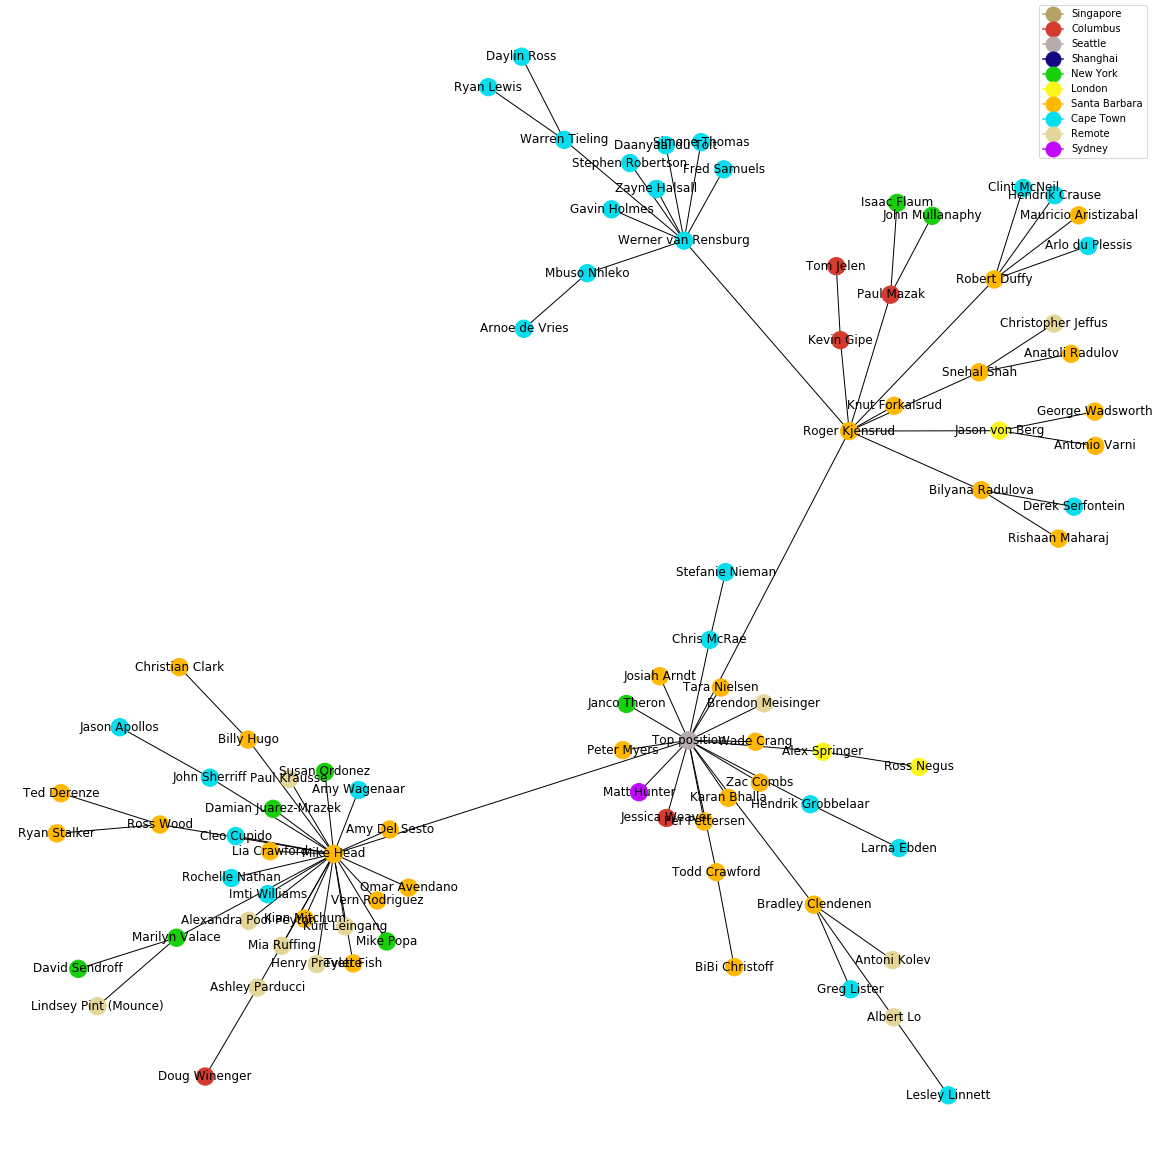 Singapore
Columbus
Seattle
Shanghai
New York
London
Santa Barbara
Cape Town
Remote
Sydney
Daylin Ross
Ryan Lewis
Warren Tieling
Simone Thomas
Daanyaal du Toit
Stephen Robertson
Fred Samuels
Zayne Halsall
Gavin Holmes
Werner van Rensburg
Mbuso Nhleko
Arnoe de Vries
Clint McNeil
Hendrik Crause
Isaac Flaum
John Mullanaphy
Mauricio Aristizabal
Arlo du Plessis
Tom Jelen
Robert Duffy
Paul Mazak
Christopher Jeffus
Kevin Gipe
Anatoli Radulov
Snehal Shah
Knut Forkalsrud
George Wadsworth
Roger Kjensrud
Jason von Berg
Antonio Varni
Bilyana Radulova
Derek Serfontein
Rishaan Maharaj
Stefanie Nieman
Chris McRae
Josiah Arndt
Tara Nielsen
Janco Theron
Brendon Meisinger
Top position
Wade Crang
Peter Myers
Alex Springer
Ross Negus
Zac Combs
Matt Hunter
Karan Bhalla
Hendrik Grobbelaar
Jessica Weaver
Per Pettersen
Larna Ebden
Todd Crawford
Bradley Clendenen
BiBi Christoff
Antoni Kolev
Greg Lister
Albert Lo
Lesley Linnett
Christian Clark
Jason Apollos
Billy Hugo
Susan Ordonez
John Sherriff
Paul Krausse
Amy Wagenaar
Ted Derenze
Damian Juarez-Mrazek
Ross Wood
Ryan Stalker
Cleo Cupido
Amy Del Sesto
Lia Crawford
Mike Head
Rochelle Nathan
Omar Avendano
Imti Williams
Vern Rodriguez
Alexandra Pool Peyton
Kian Mitchum
Kurt Leingang
Marilyn Valace
Mia Ruffing
Mike Popa
David Sendroff
Henry Prevette
Tyler Fish
Ashley Parducci
Lindsey Pint (Mounce)
Doug Winenger